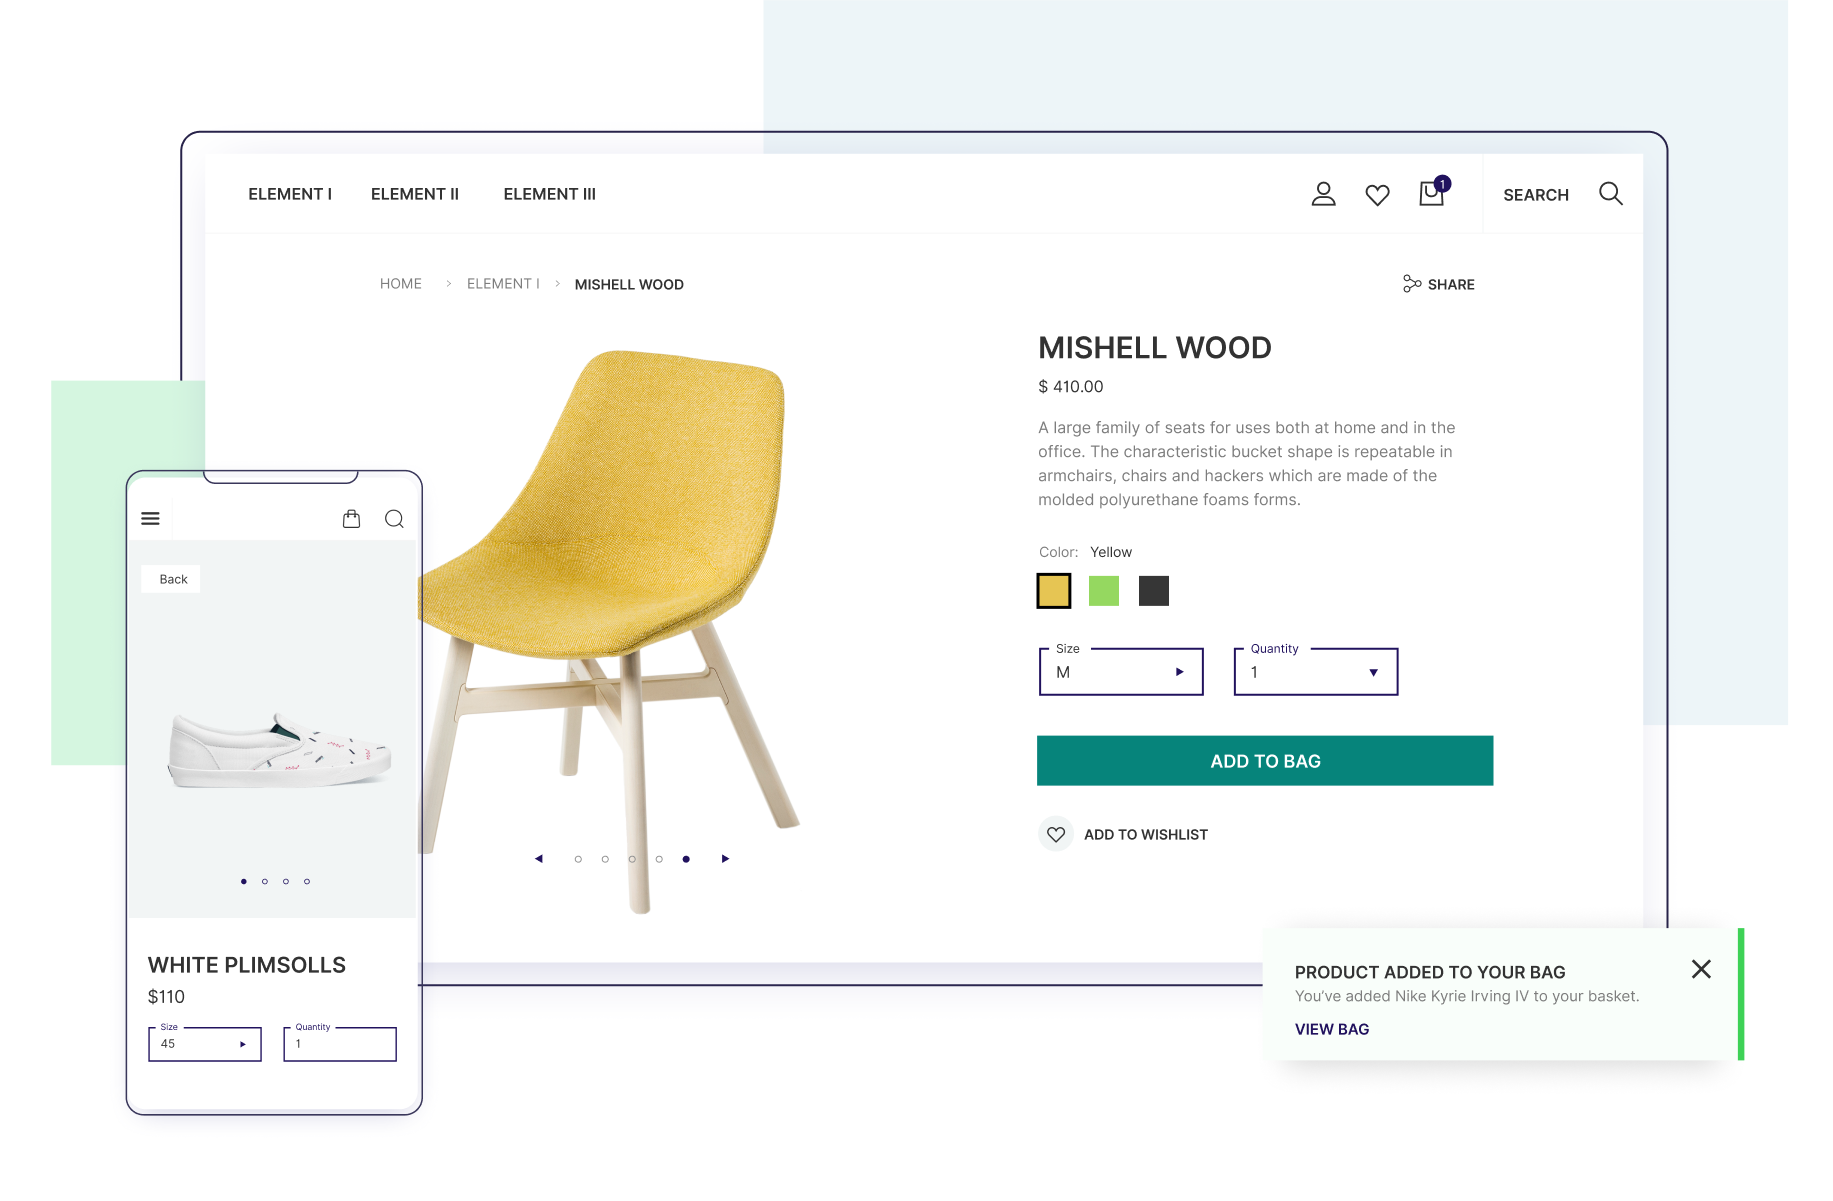 ELEMENT I
ELEMENT II
ELEMENT III
1
SEARCH
HOME > ELEMENT I > MISHELL WOOD
SHARE
MISHELL WOOD
$ 410.00
A large family of seats for uses both at home and in the
office. The characteristic bucket shape is repeatable in
armchairs, chairs and hackers which are made of the
molded polyurethane foams forms.
Color: Yellow
Size
M
Quantity
1
ADD TO BAG
ADD TO WISHLIST
Back
WHITE PLIMSOLLS
$110
Size
45
Quantity
1
PRODUCT ADDED TO YOUR BAG
You’ve added Nike Kyrie Irving IV to your basket.
VIEW BAG